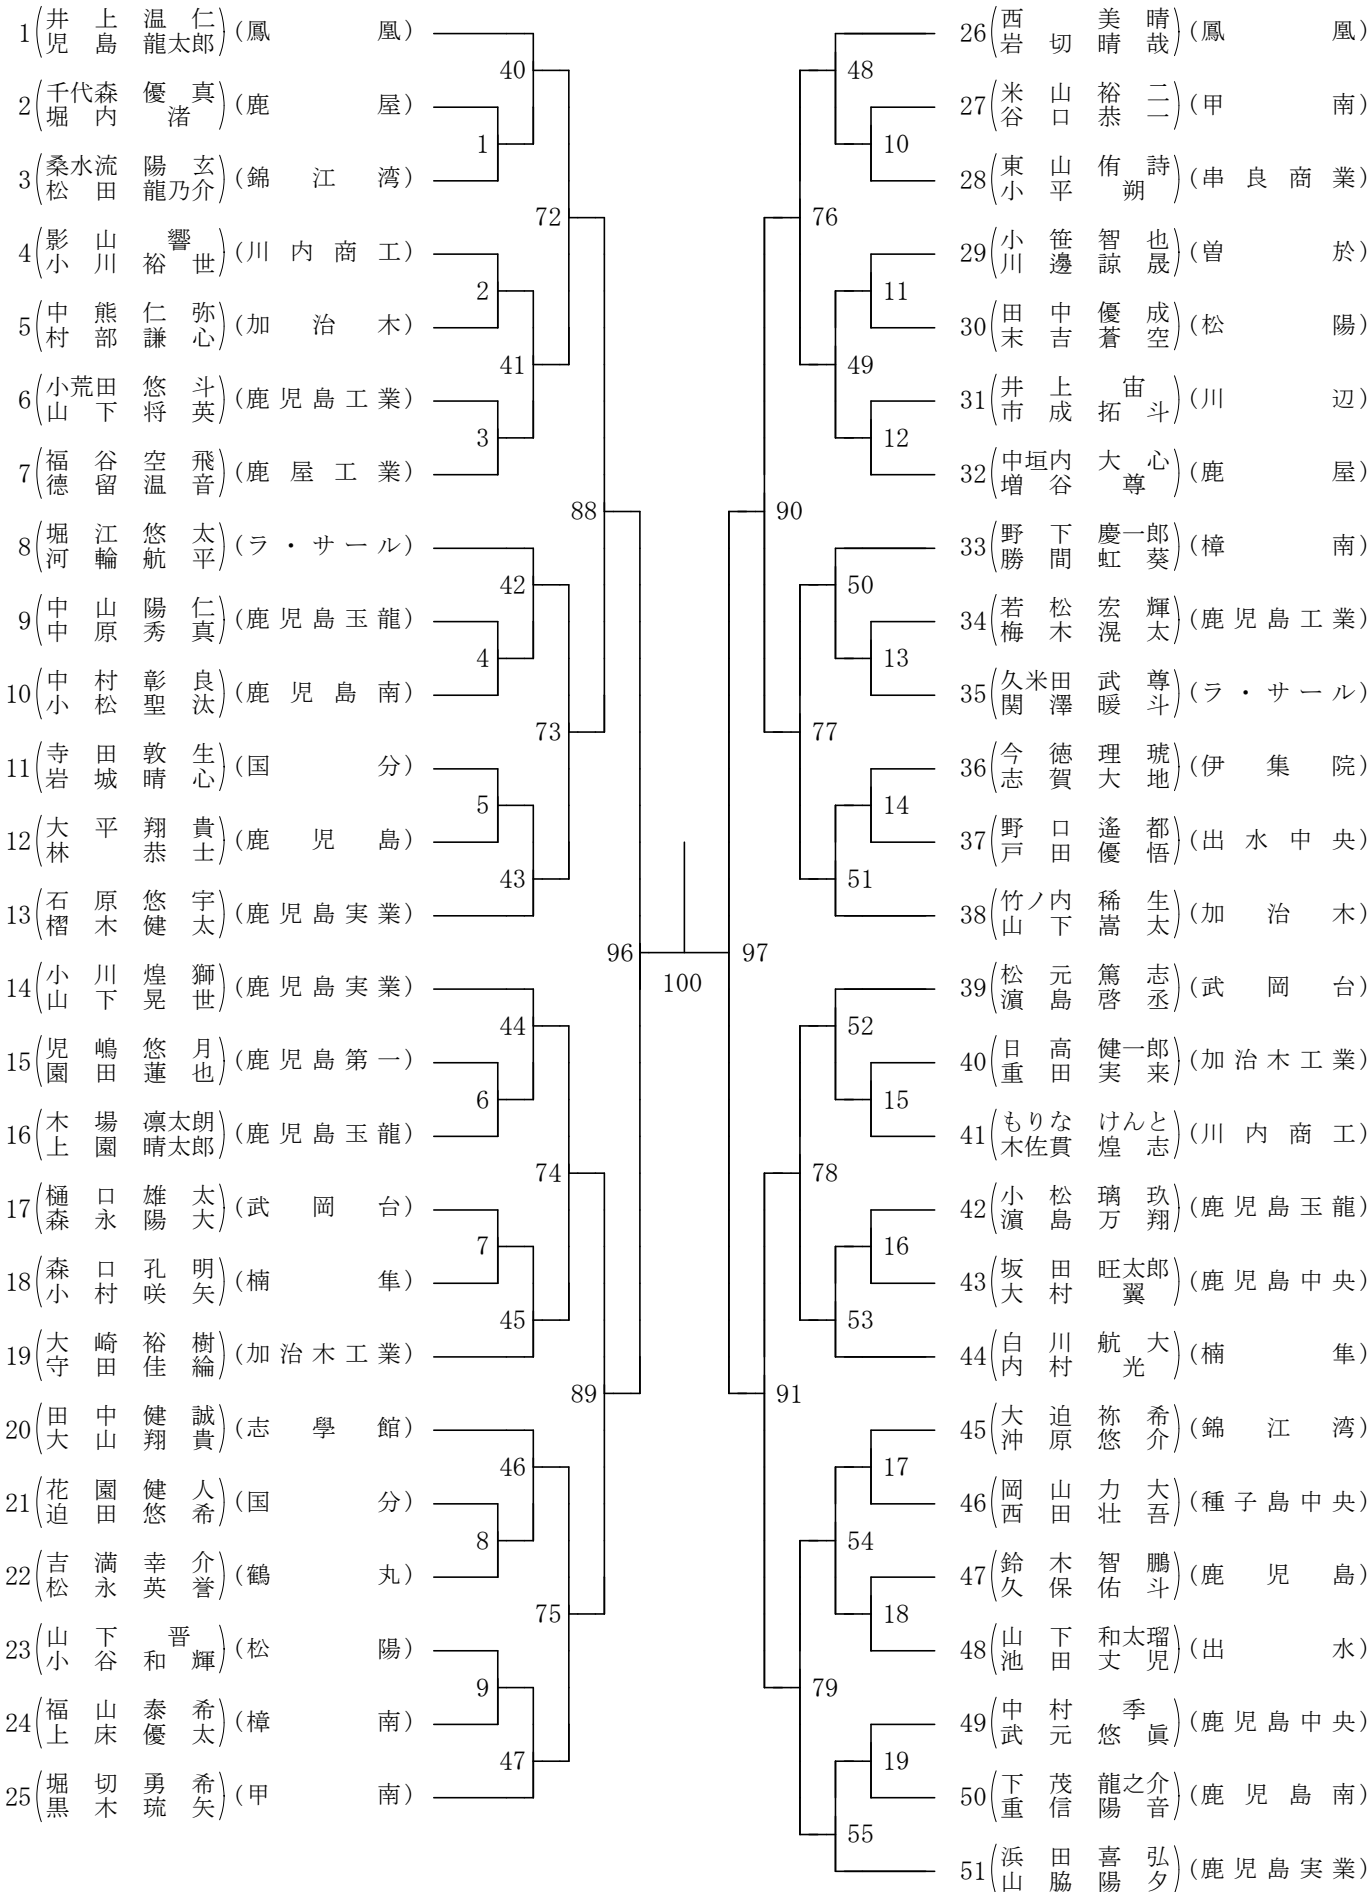 1 井上温仁 (鳳凰)
児島龍太郎
40
2 千代森優真 (鹿屋)
堀内渚
1
3 桑水流陽玄 (錦江湾)
松田龍乃介
72
4 影山響 (川内商工)
小川裕世
2
5 中熊仁弥 (加治木)
村部謙心
41
6 小荒田悠斗 (鹿児島工業)
山下将英
3
7 福谷空飛 (鹿屋工業)
德留温音
88
8 堀江悠太 (ラ・サール)
河輪航平
42
9 中山陽仁 (鹿児島玉龍)
中原秀真
4
10 中村彰良 (鹿児島南)
小松聖汰
73
11 寺田敦生 (国分)
岩城晴心
5
12 大平翔貴 (鹿児島)
林恭士
43
13 石原悠宇 (鹿児島実業)
榴木健太
96
14 小川煌獅 (鹿児島実業)
山下晃世
44
15 児嶋悠月 (鹿児島第一)
園田蓮也
6
16 木場凛太朗 (鹿児島玉龍)
上園晴太郎
74
17 樋口雄太 (武岡台)
森永陽大
7
18 森口孔明 (楠隼)
小村咲矢
45
19 大崎裕樹 (加治木工業)
守田佳綸
89
20 田中健誠 (志學館)
大山翔貴
46
21 花園健人 (国分)
迫田悠希
8
22 吉満幸介 (鶴丸)
松永英誉
75
23 山下晋 (松陽)
小谷和輝
9
24 福山泰希 (樟南)
上床優太
47
25 堀切勇希 (甲南)
黒木琉矢
100
26 西美晴 (鳳凰)
岩切晴哉
48
27 米山裕二 (甲南)
谷口恭一
10
28 東山侑詩 (串良商業)
小平朔
76
29 小笹智也 (曽於)
川邊諒晟
11
30 田中優成 (松陽)
末吉蒼空
49
31 井上宙 (川辺)
市成拓斗
12
32 中垣内大心 (鹿屋)
増谷尊
90
33 野下慶一郎 (樟南)
勝間虹葵
50
34 若松宏輝 (鹿児島工業)
梅木滉太
13
35 久米田武尊 (ラ・サール)
関澤暖斗
77
36 今徳理琥 (伊集院)
志賀大地
14
37 野口遙都 (出水中央)
戸田優悟
51
38 竹ノ内稀生 (加治木)
山下嵩太
97
39 松元篤志 (武岡台)
濵島啓丞
52
40 日高健一郎 (加治木工業)
重田実来
15
41 もりなけんと (川内商工)
木佐貫煌志
78
42 小松璃玖 (鹿児島玉龍)
濵島万翔
16
43 坂田旺太郎 (鹿児島中央)
大村翼
53
44 白川航大 (楠隼)
内村光
91
45 大迫祢希 (錦江湾)
沖原悠介
17
46 岡山力大 (種子島中央)
西田壮吾
54
47 鈴木智鵬 (鹿児島)
久保佑斗
18
48 山下和太瑠 (出水)
池田丈児
79
49 中村季 (鹿児島中央)
武元悠眞
19
50 下茂龍之介 (鹿児島南)
重信陽音
55
51 浜田喜弘 (鹿児島実業)
山脇陽夕